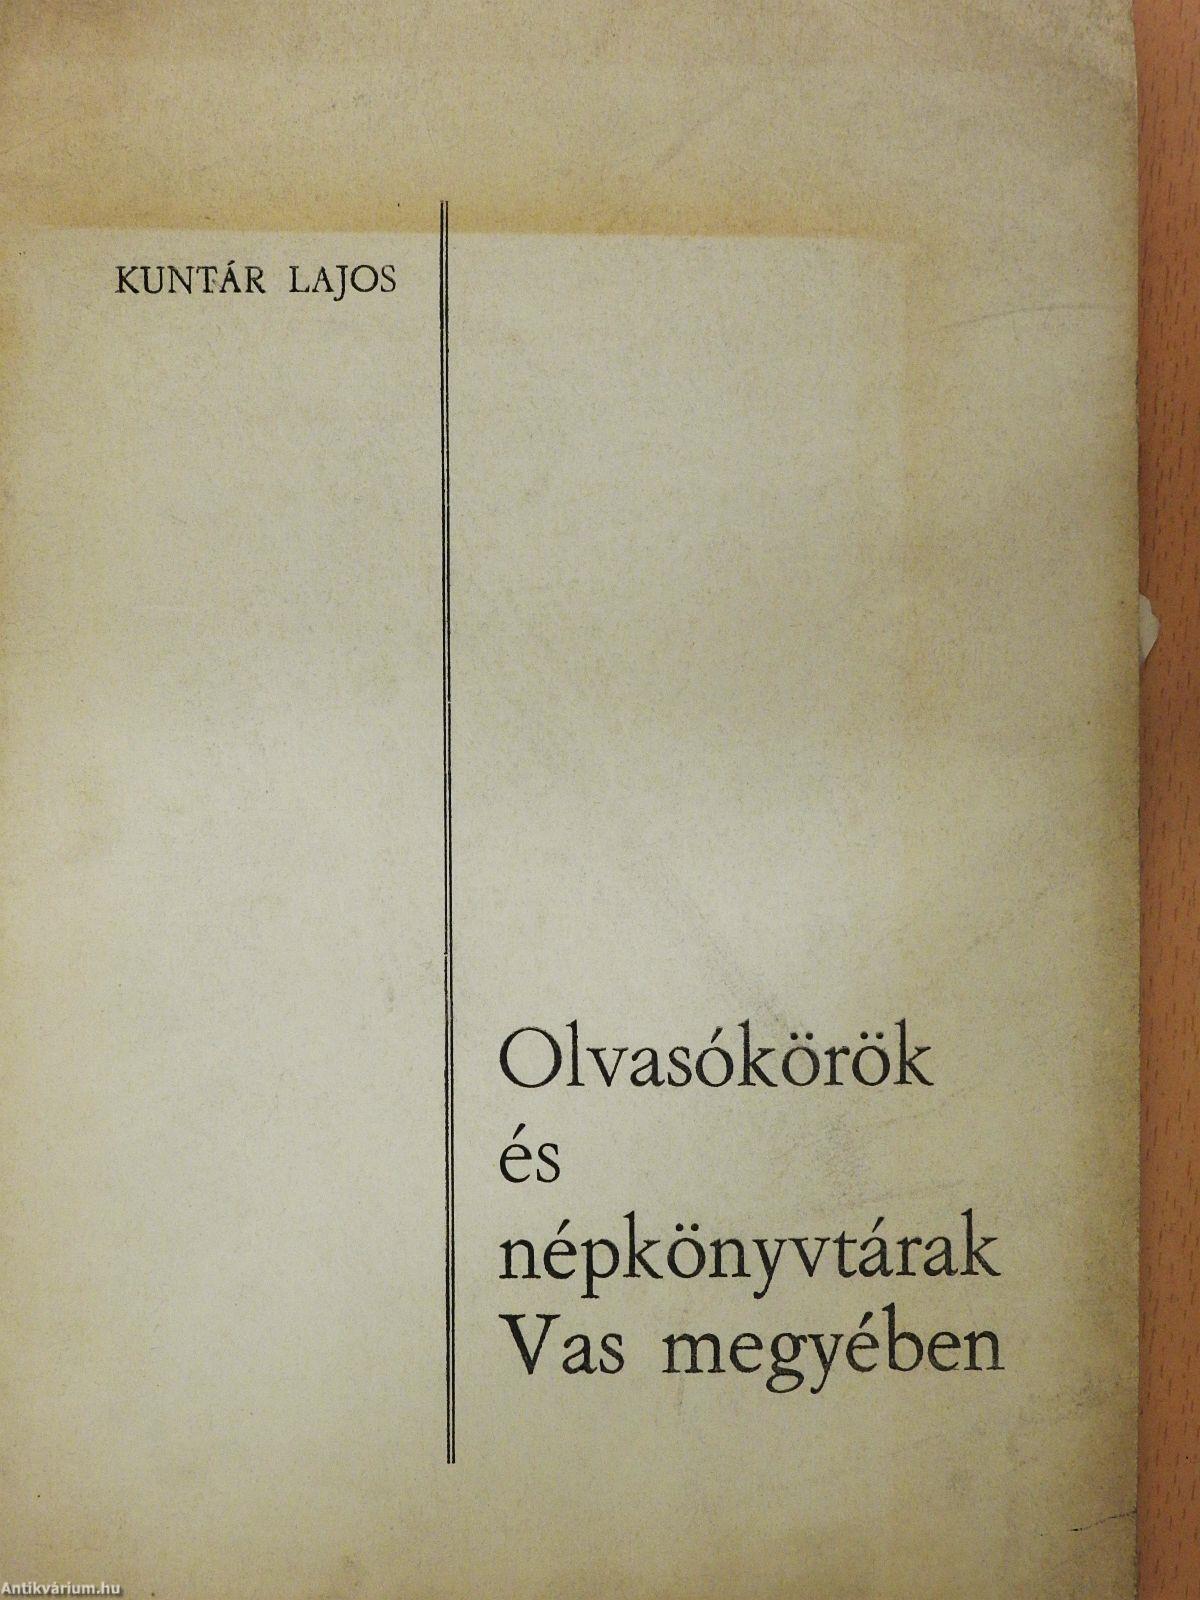 KUNTÁR LAJOS
Olvasókörök
és
népkönyvtárak
Vas megyében
Antikvárium.hu